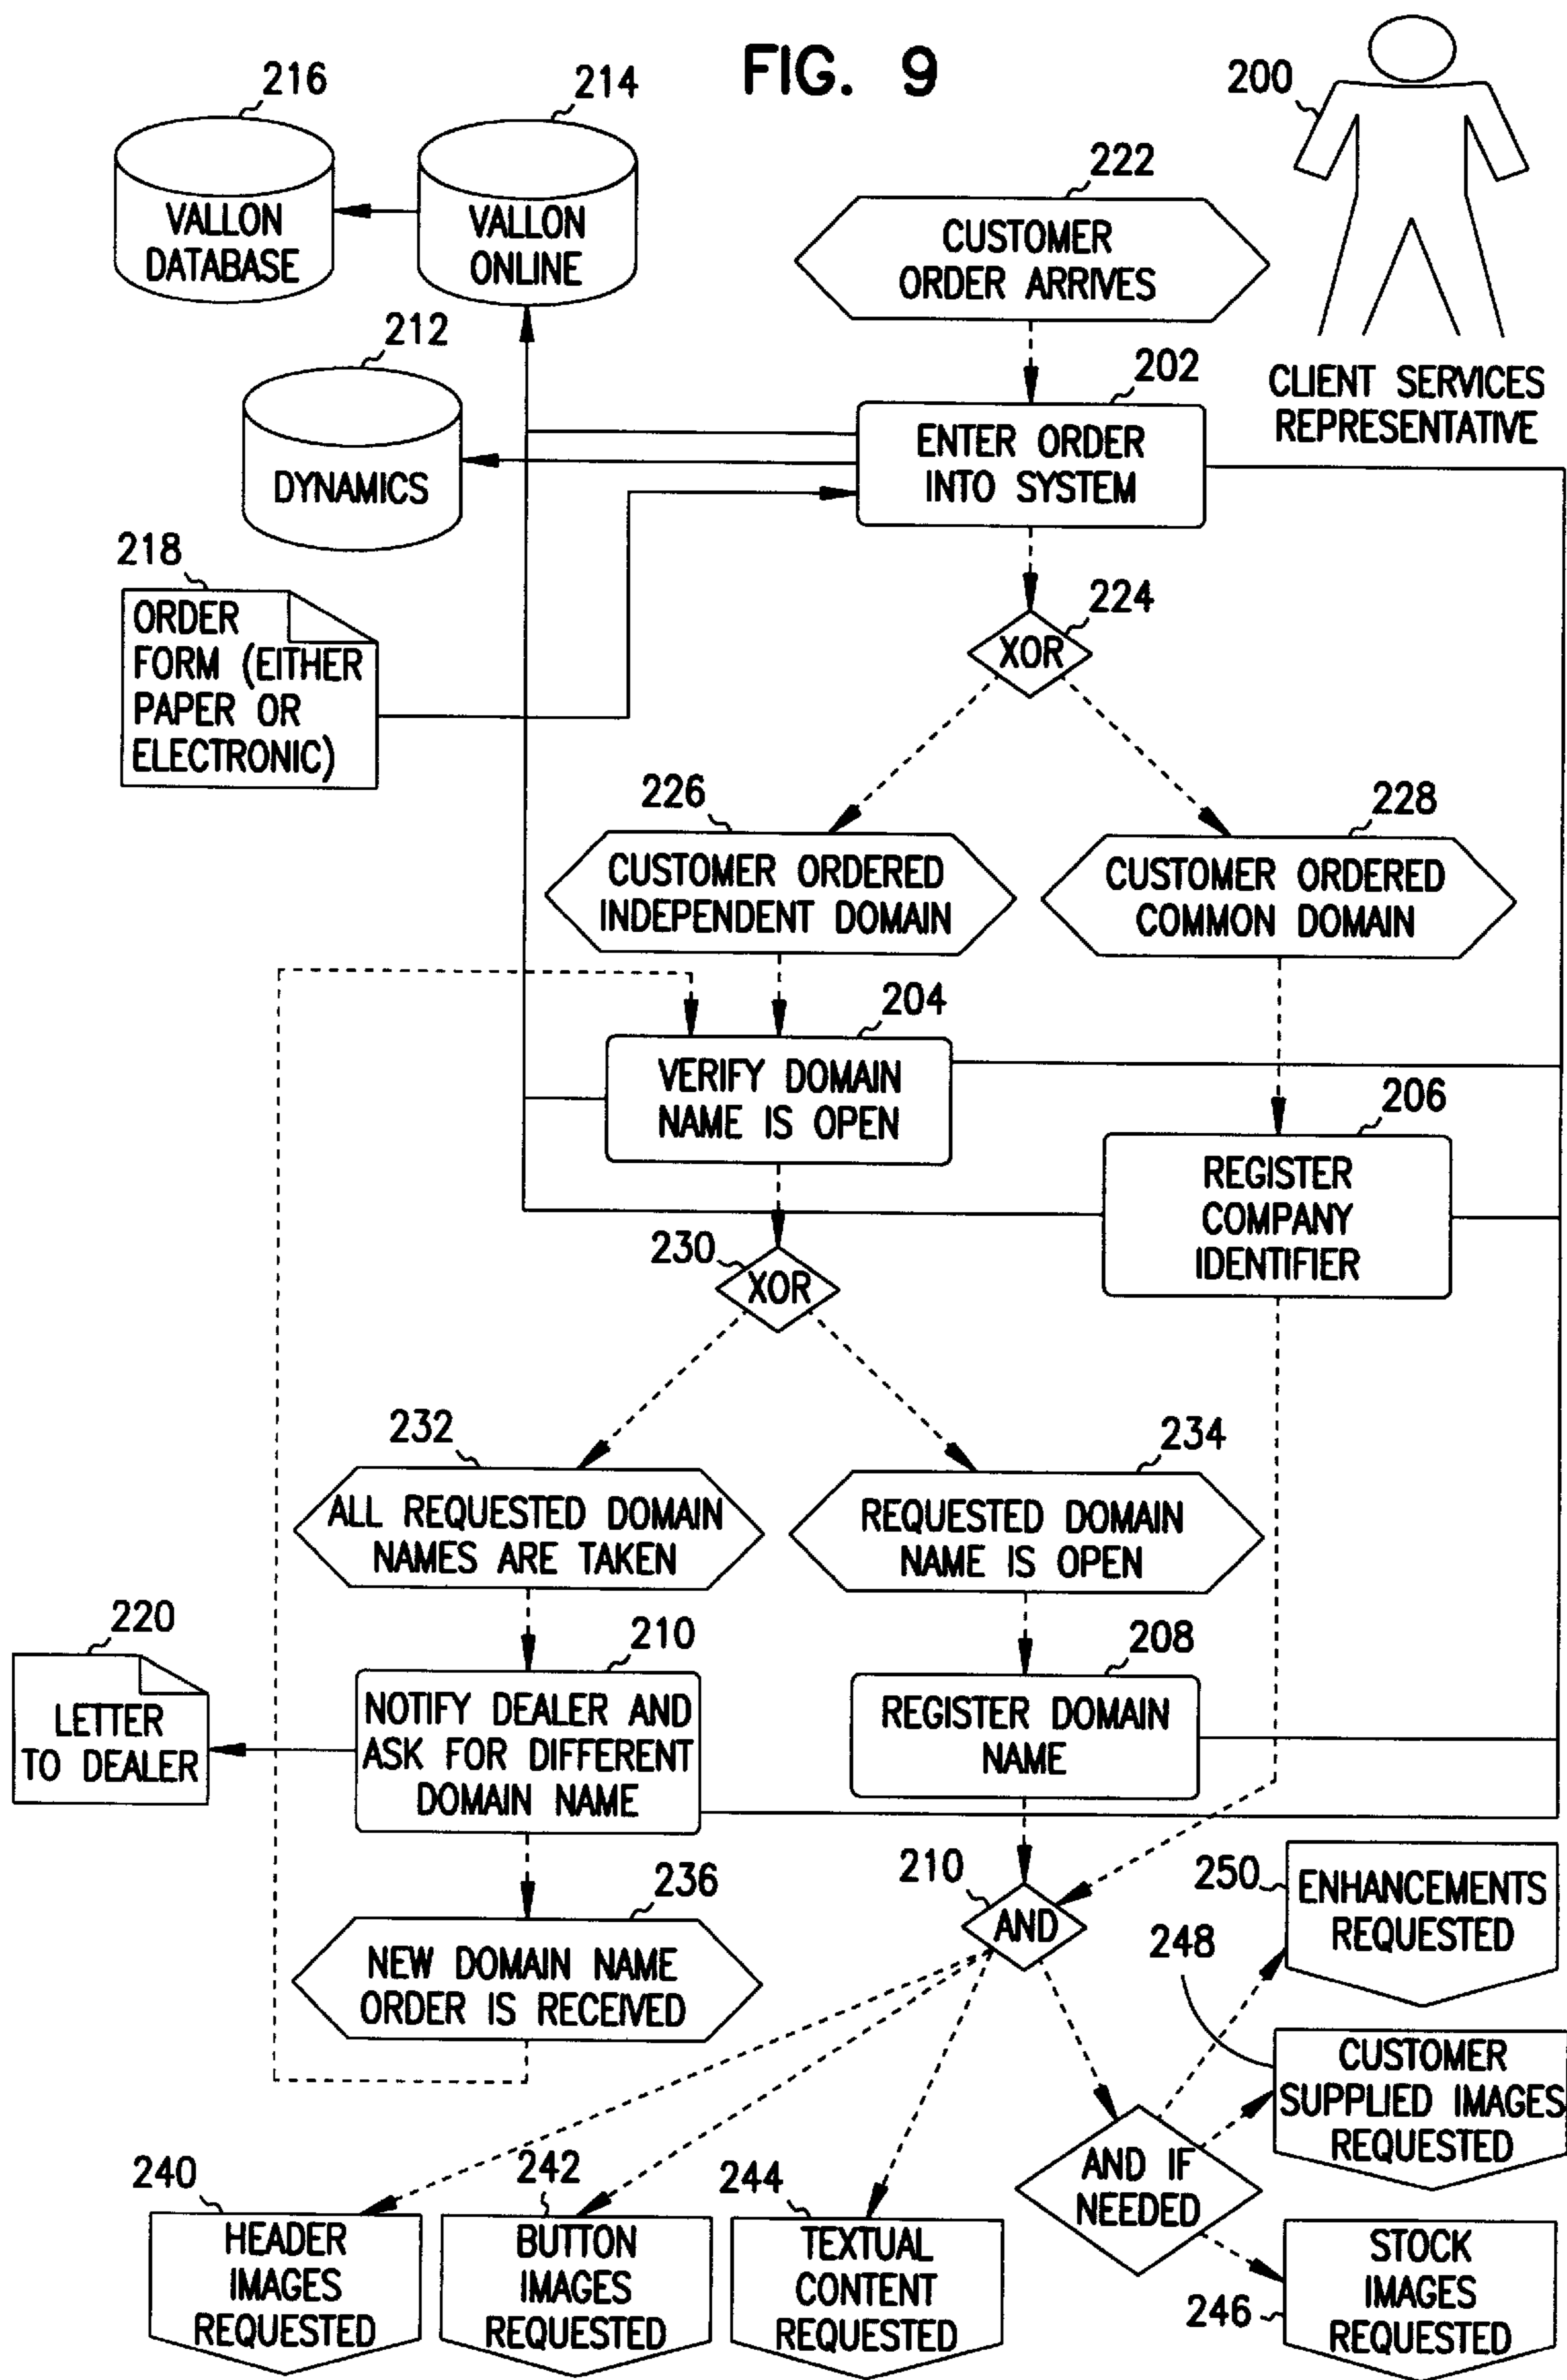 FIG. 9
216
214
200
VALLON
DATABASE
VALLON
ONLINE
222
CUSTOMER
ORDER ARRIVES
212
DYNAMICS
202
ENTER ORDER
INTO SYSTEM
CLIENT SERVICES
REPRESENTATIVE
218
ORDER
FORM (EITHER
PAPER OR
ELECTRONIC)
224
XOR
226
CUSTOMER ORDERED
INDEPENDENT DOMAIN
228
CUSTOMER ORDERED
COMMON DOMAIN
204
VERIFY DOMAIN
NAME IS OPEN
206
REGISTER
COMPANY
IDENTIFIER
230
XOR
232
ALL REQUESTED DOMAIN
NAMES ARE TAKEN
234
REQUESTED DOMAIN
NAME IS OPEN
220
LETTER
TO DEALER
210
NOTIFY DEALER AND
ASK FOR DIFFERENT
DOMAIN NAME
208
REGISTER DOMAIN
NAME
236
NEW DOMAIN NAME
ORDER IS RECEIVED
210
AND
250
ENHANCEMENTS
REQUESTED
248
CUSTOMER
SUPPLIED IMAGES
REQUESTED
AND IF
NEEDED
240
HEADER
IMAGES
REQUESTED
242
BUTTON
IMAGES
REQUESTED
244
TEXTUAL
CONTENT
REQUESTED
246
STOCK
IMAGES
REQUESTED